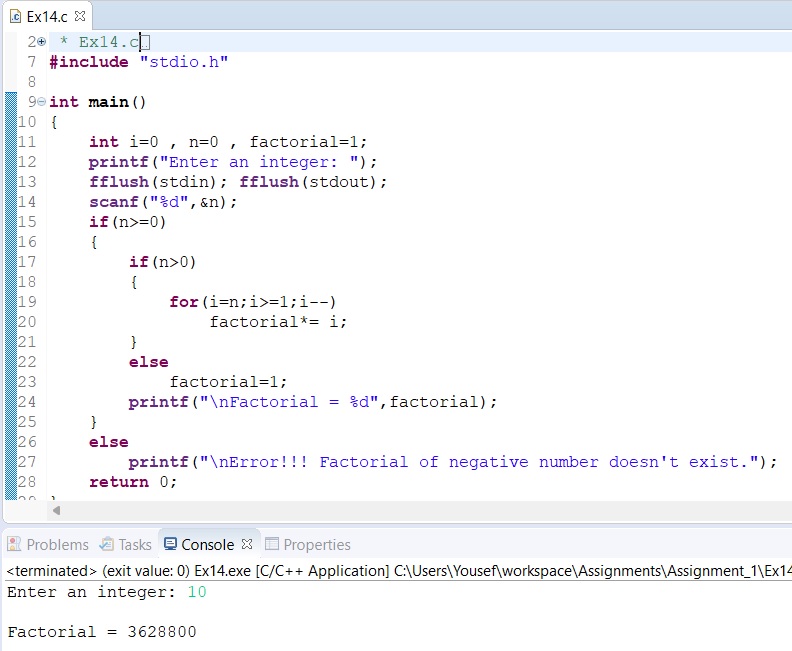 Ex14.c
2 * Ex14.c
7 #include "stdio.h"
8
9 int main()
10 {
11     int i=0 , n=0 , factorial=1;
12     printf("Enter an integer: ");
13     fflush(stdin); fflush(stdout);
14     scanf("%d",&n);
15     if(n>=0)
16     {
17         if(n>0)
18         {
19             for(i=n;i>=1;i--)
20                 factorial*= i;
21         }
22         else
23             factorial=1;
24         printf("\nFactorial = %d",factorial);
25     }
26     else
27         printf("\nError!!! Factorial of negative number doesn't exist.");
28     return 0;
29 }
Problems Tasks Console Properties
<terminated> (exit value: 0) Ex14.exe [C/C++ Application] C:\Users\Yousef\workspace\Assignments\Assignment_1\Ex14
Enter an integer: 10
Factorial = 3628800